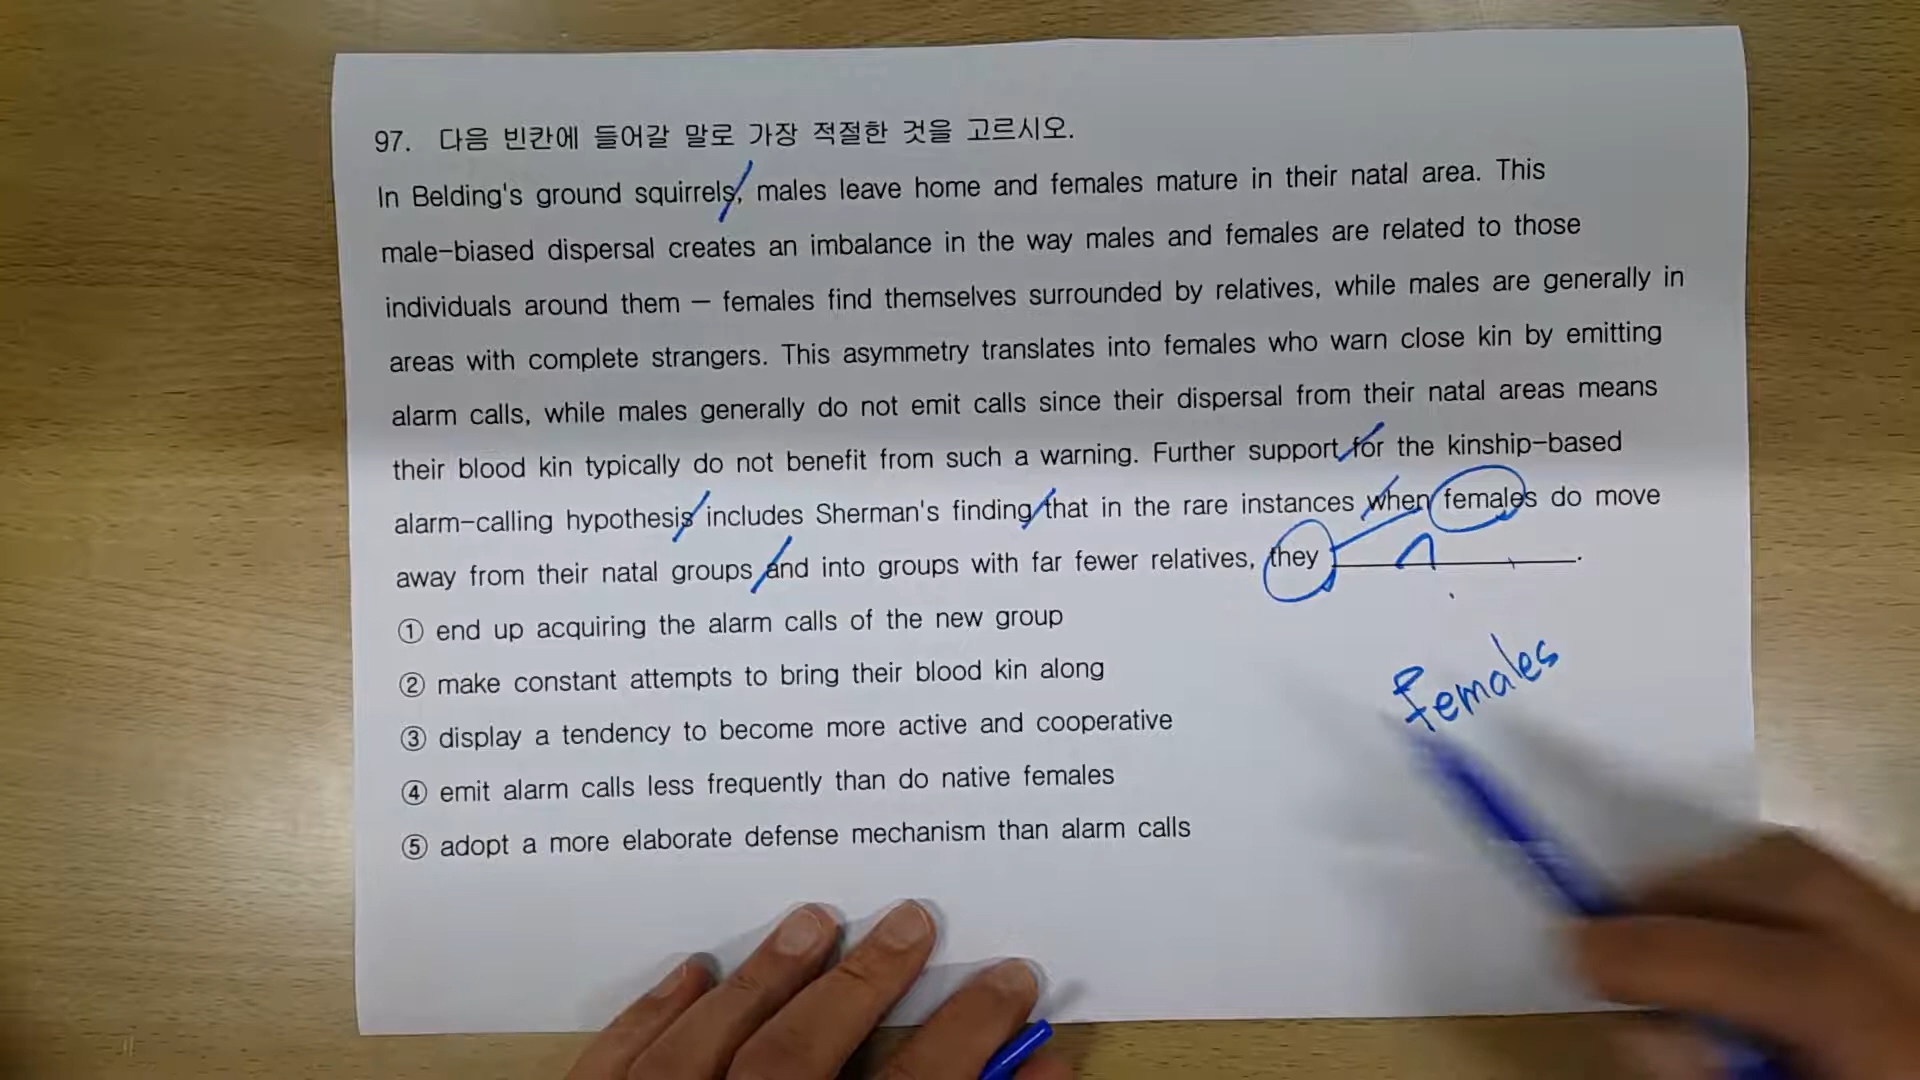 97. 다음 빈칸에 들어갈 말로 가장 적절한 것을 고르시오.
In Belding's ground squirrels, males leave home and females mature in their natal area. This
male-biased dispersal creates an imbalance in the way males and females are related to those
individuals around them — females find themselves surrounded by relatives, while males are generally in
areas with complete strangers. This asymmetry translates into females who warn close kin by emitting
alarm calls, while males generally do not emit calls since their dispersal from their natal areas means
their blood kin typically do not benefit from such a warning. Further support for the kinship-based
alarm-calling hypothesis includes Sherman's finding that in the rare instances when females do move
away from their natal groups and into groups with far fewer relatives, they ____________.
① end up acquiring the alarm calls of the new group
② make constant attempts to bring their blood kin along
females
③ display a tendency to become more active and cooperative
④ emit alarm calls less frequently than do native females
⑤ adopt a more elaborate defense mechanism than alarm calls